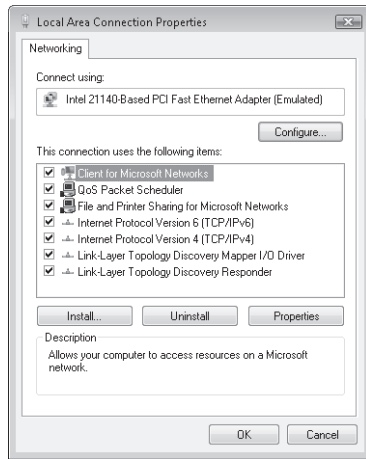 Local Area Connection Properties
Networking
Connect using:
Intel 21140-Based PCI Fast Ethernet Adapter (Emulated)
Configure...
This connection uses the following items:
Client for Microsoft Networks
QoS Packet Scheduler
File and Printer Sharing for Microsoft Networks
Internet Protocol Version 6 (TCP/IPv6)
Internet Protocol Version 4 (TCP/IPv4)
Link-Layer Topology Discovery Mapper I/O Driver
Link-Layer Topology Discovery Responder
Install... Uninstall Properties
Description
Allows your computer to access resources on a Microsoft
network.
OK Cancel